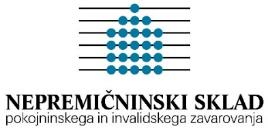 NEPREMIČNINSKI SKLAD
pokojninskega in invalidskega zavarovanja